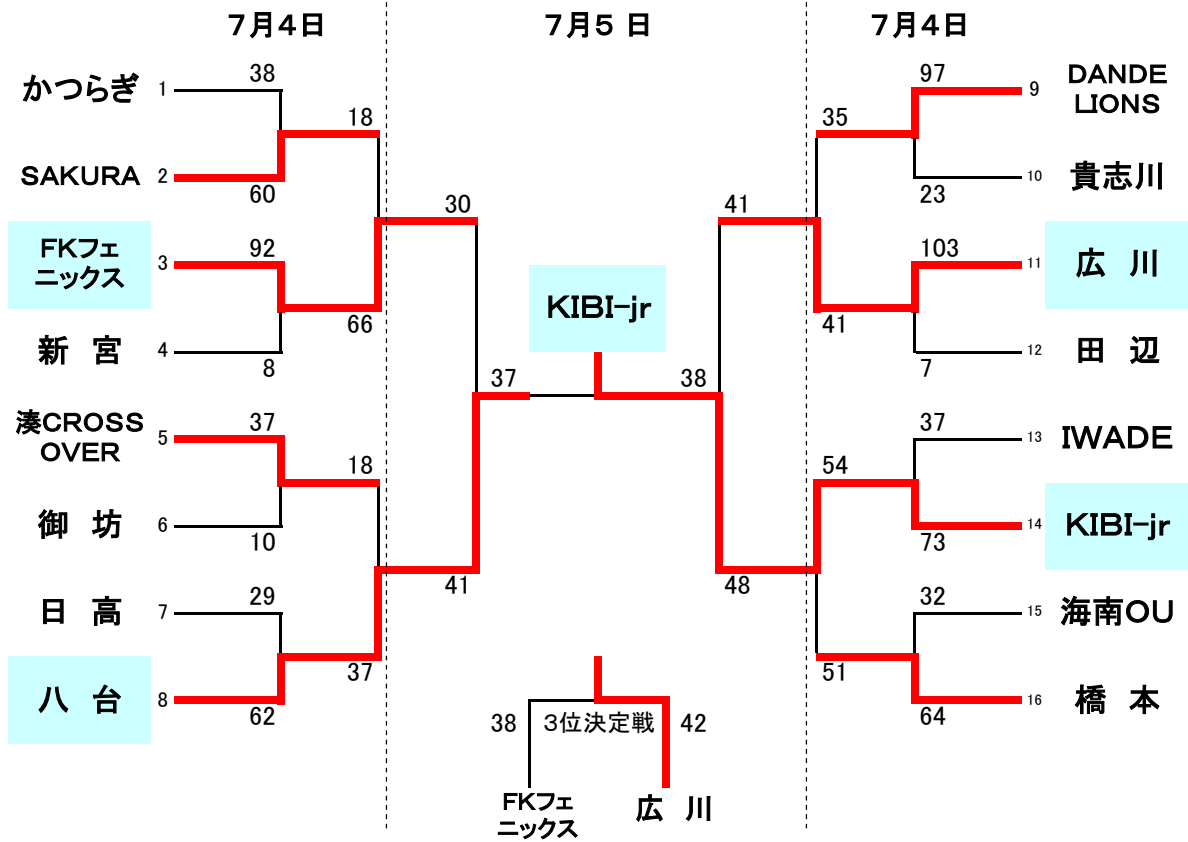 ７月４日
７月５日
７月４日
かつらぎ
1
38
SAKURA
2
60
18
FKフェ
ニックス
3
92
新宮
4
8
66
30
湊CROSS
OVER
5
37
御坊
6
10
18
日高
7
29
八台
8
62
37
41
37
KIBI-jr
38
41
48
35
97
9
DANDE
LIONS
23
10
貴志川
41
103
11
広川
7
12
田辺
54
37
13
IWADE
73
14
KIBI-jr
51
32
15
海南OU
64
16
橋本
38
３位決定戦
42
FKフェ
ニックス
広川